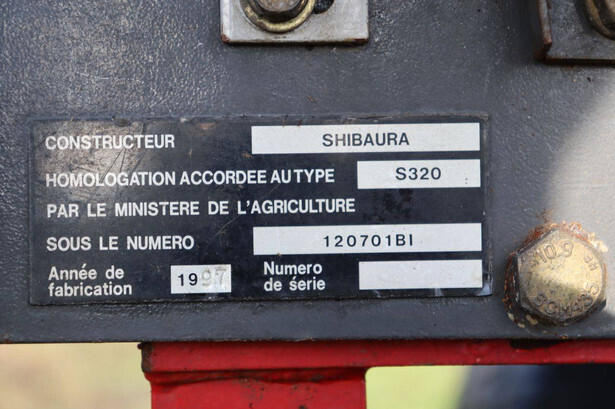 CONSTRUCTEUR SHIBAURA
HOMOLOGATION ACCORDEE AU TYPE S320
PAR LE MINISTERE DE L'AGRICULTURE
SOUS LE NUMERO 120701BI
Année de fabrication 1997
Numero de série
10.9